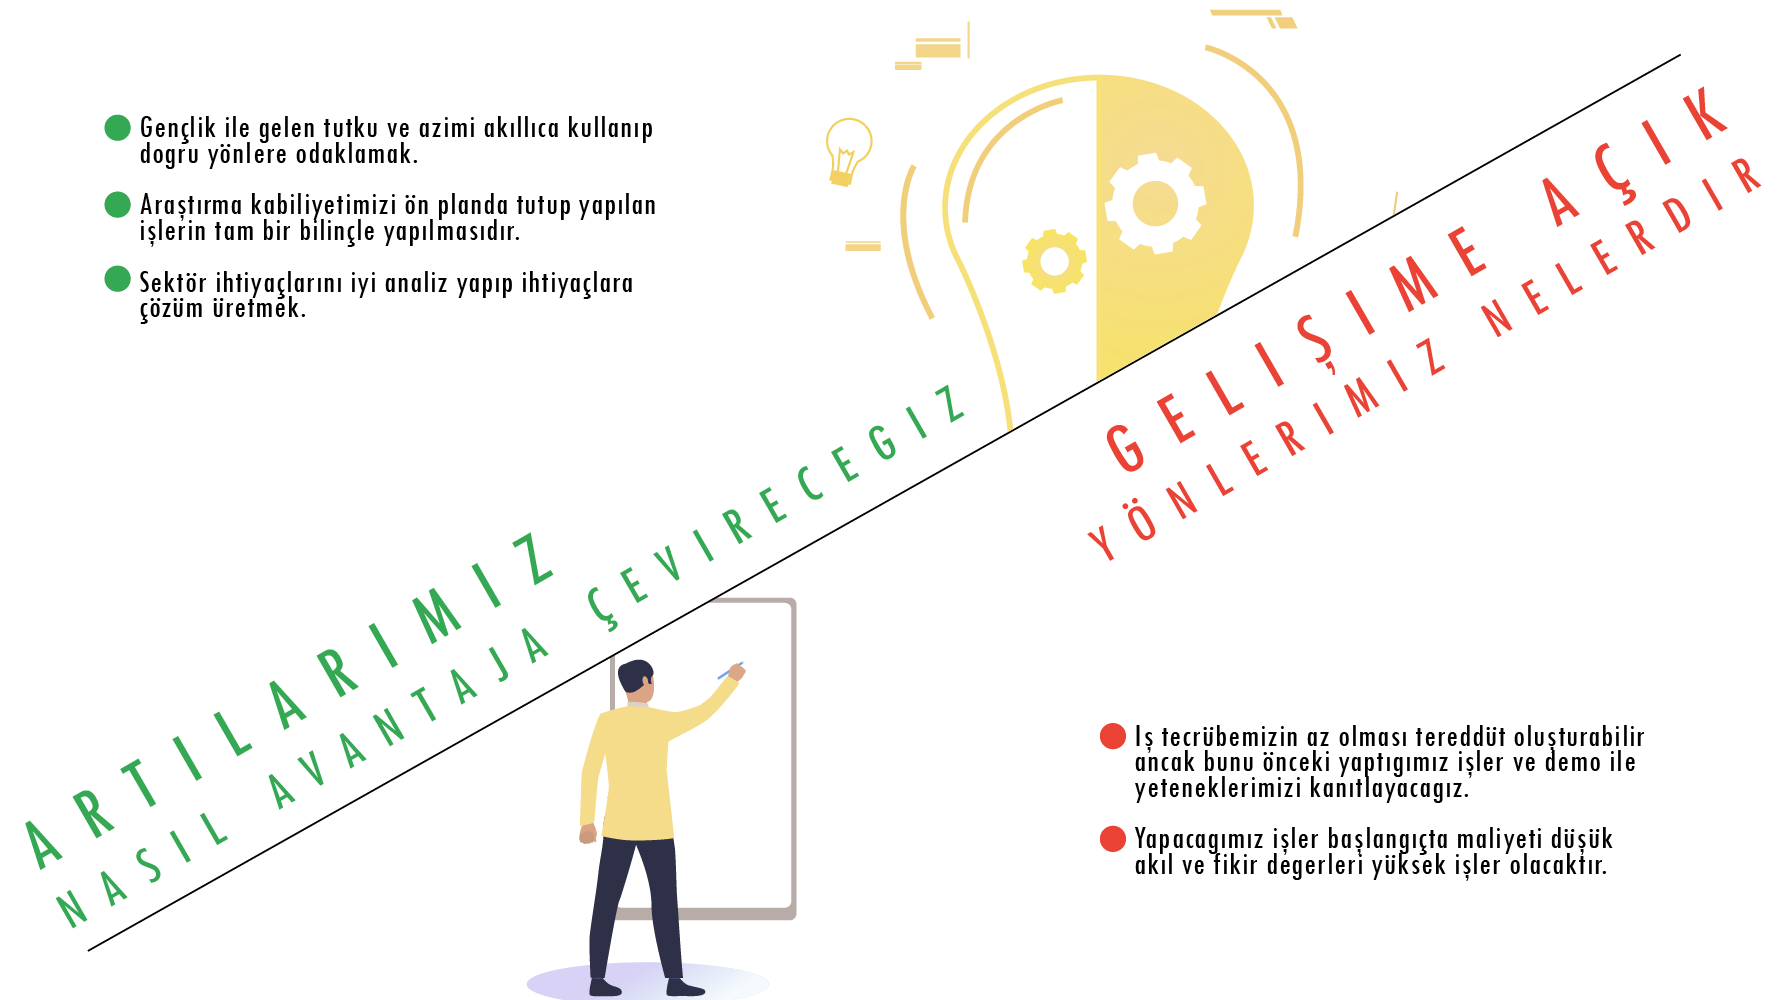 Gençlik ile gelen tutku ve azimi akıllıca kullanıp
dogru yönlere odaklamak.
Araştırma kabiliyetimizi ön planda tutup yapılan
işlerin tam bir bilinçle yapılmasıdır.
Sektör ihtiyaçlarını iyi analiz yapıp ihtiyaçlara
çözüm üretmek.
ARTILARIMIZ
NASIL AVANTAJA ÇEVIRECEGIZ
GELIŞIME AÇIK
YÖNLERIMIZ NELERDIR
Iş tecrübemizin az olması tereddüt oluşturabilir
ancak bunu önceki yaptıgımız işler ve demo ile
yeteneklerimizi kanıtlayacagız.
Yapacagımız işler başlangıçta maliyeti düşük
akıl ve fikir degerleri yüksek işler olacaktır.